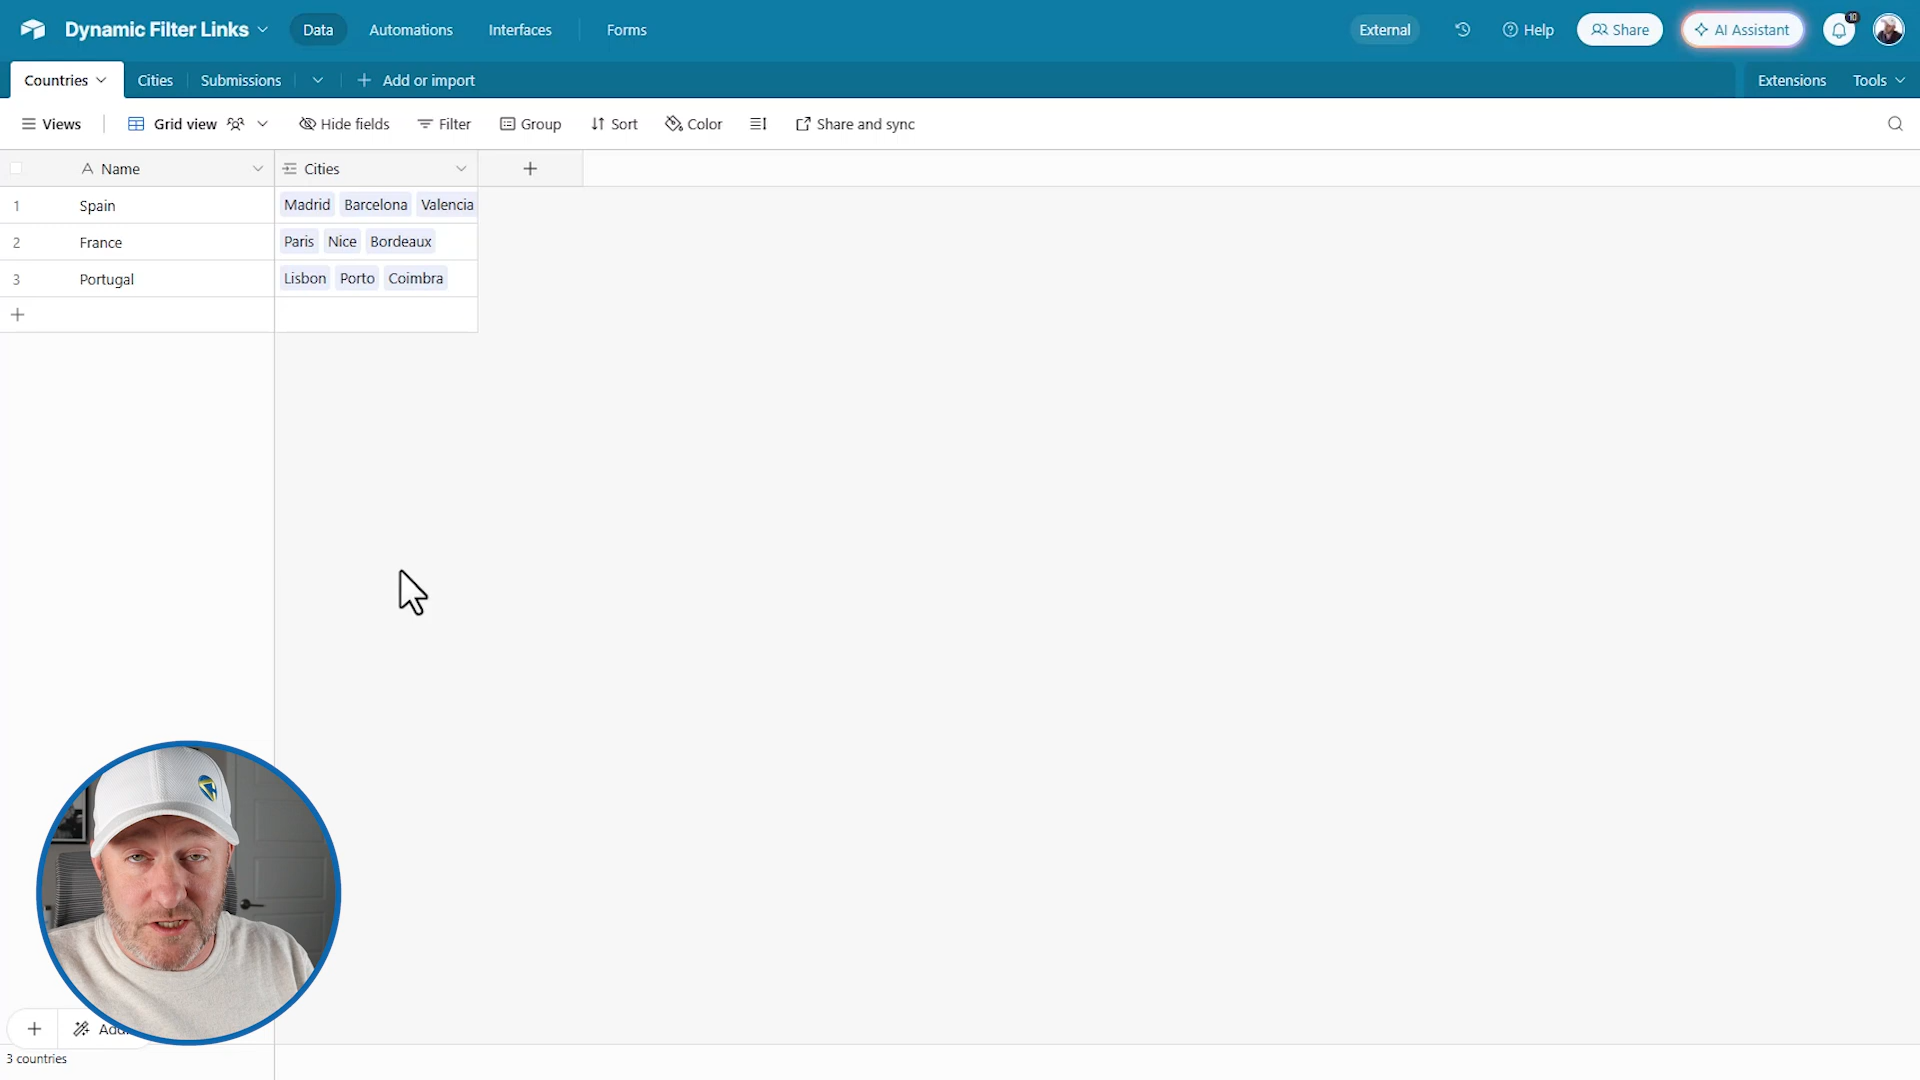 Dynamic Filter Links
Data
Automations
Interfaces
Forms
External
Help
Share
AI Assistant
10
Countries
Cities
Submissions
Add or import
Extensions
Tools
Views
Grid view
Hide fields
Filter
Group
Sort
Color
Share and sync
Name
Cities
1 Spain Madrid Barcelona Valencia
2 France Paris Nice Bordeaux
3 Portugal Lisbon Porto Coimbra
3 countries